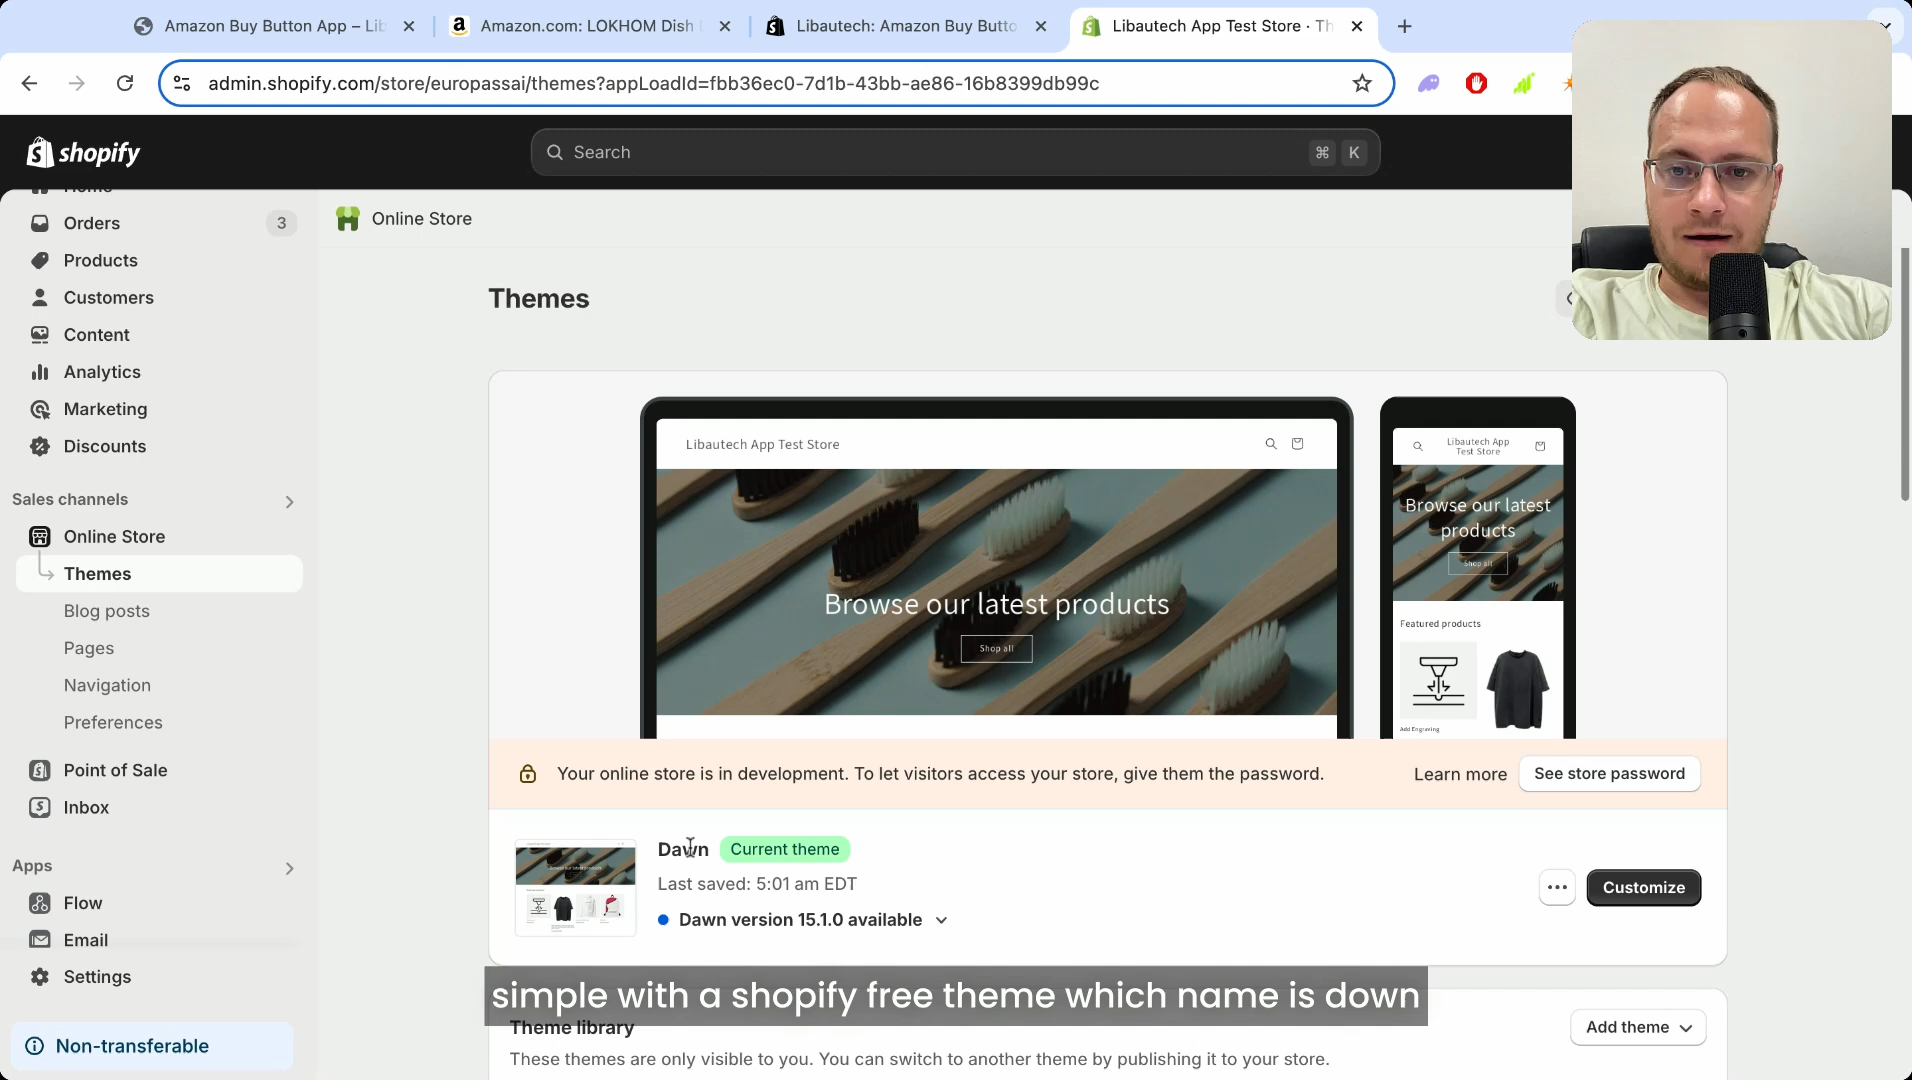 Amazon Buy Button App – Lib
Amazon.com: LOKHOM Dish
Libautech: Amazon Buy Butto
Libautech App Test Store · Th
admin.shopify.com/store/europassai/themes?appLoadId=fbb36ec0-7d1b-43bb-ae86-16b8399db99c
shopify
Search
⌘ K
Home
Orders
3
Products
Customers
Content
Analytics
Marketing
Discounts
Sales channels
Online Store
Themes
Blog posts
Pages
Navigation
Preferences
Point of Sale
Inbox
Apps
Flow
Email
Settings
Non-transferable
Online Store
Themes
Libautech App Test Store
Browse our latest products
Shop all
Libautech App
Test Store
Browse our latest
products
Shop all
Featured products
Add Engraving
Your online store is in development. To let visitors access your store, give them the password.
Learn more
See store password
Dawn
Current theme
Last saved: 5:01 am EDT
Dawn version 15.1.0 available
Customize
simple with a shopify free theme which name is down
Theme library
Add theme
These themes are only visible to you. You can switch to another theme by publishing it to your store.